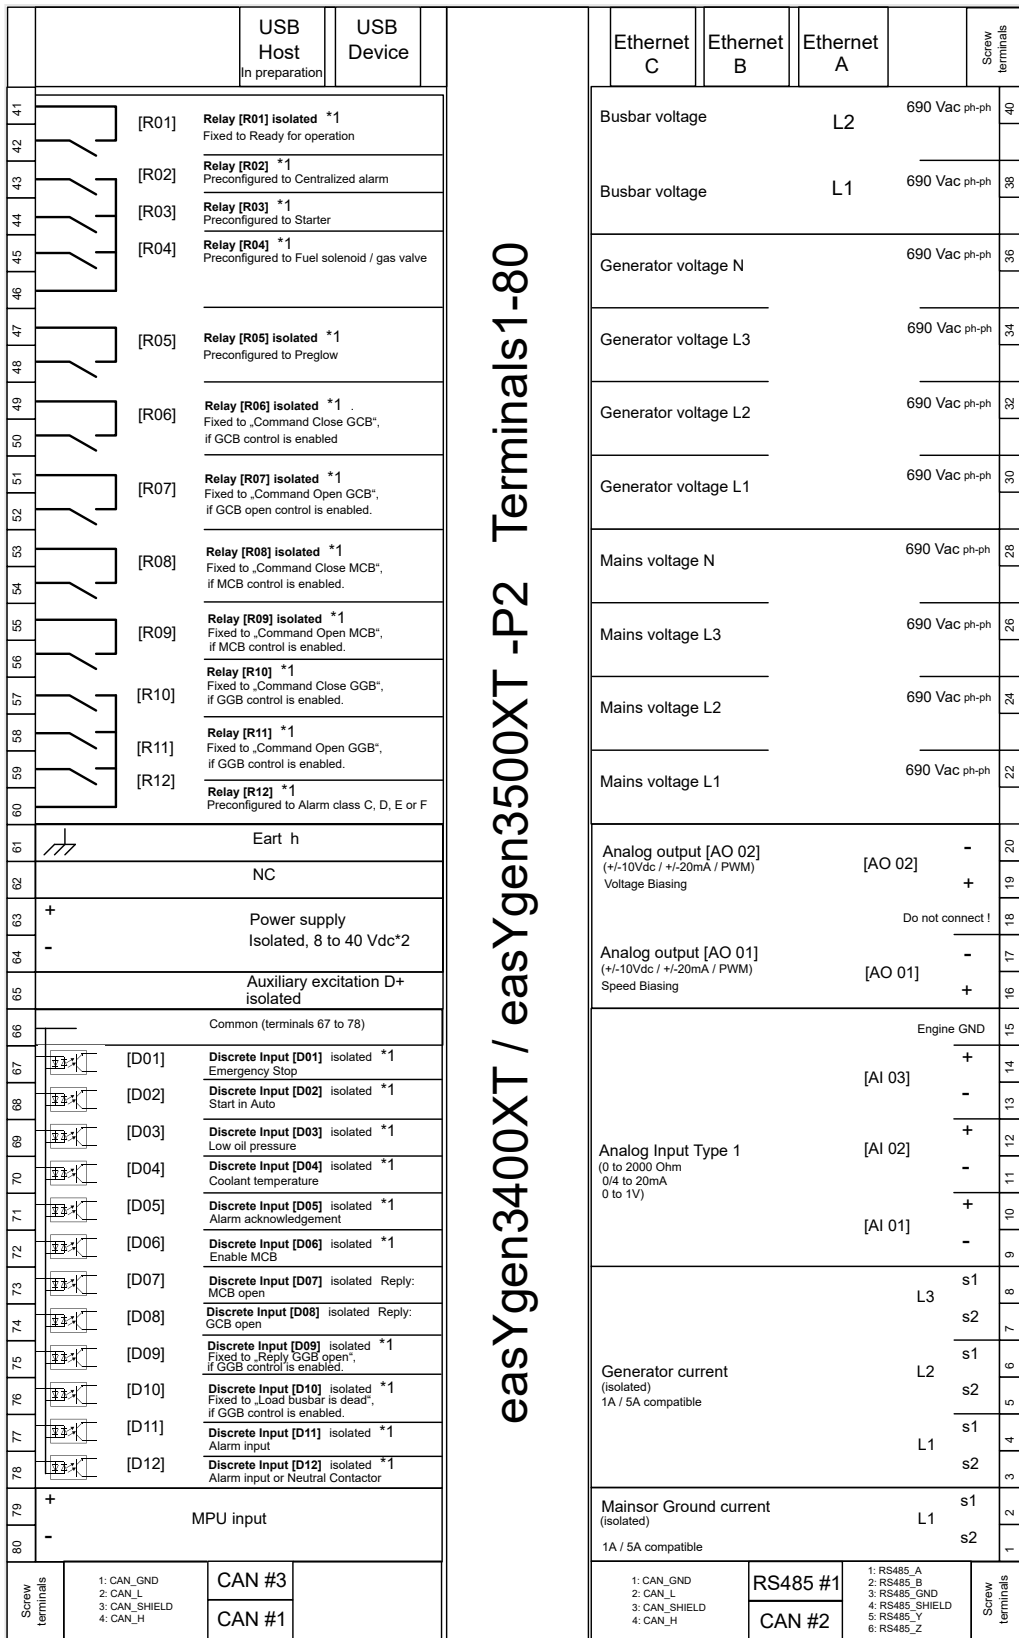 USB
Host
In preparation
USB
Device
41
42
[R01]
Relay [R01] isolated *1
Fixed to Ready for operation
43
[R02]
Relay [R02] *1
Preconfigured to Centralized alarm
44
[R03]
Relay [R03] *1
Preconfigured to Starter
45
[R04]
Relay [R04] *1
Preconfigured to Fuel solenoid / gas valve
46
47
48
[R05]
Relay [R05] isolated *1
Preconfigured to Preglow
49
50
[R06]
Relay [R06] isolated *1 .
Fixed to „Command Close GCB“,
if GCB control is enabled
51
52
[R07]
Relay [R07] isolated *1
Fixed to „Command Open GCB“,
if GCB open control is enabled.
53
54
[R08]
Relay [R08] isolated *1
Fixed to „Command Close MCB“,
if MCB control is enabled.
55
56
[R09]
Relay [R09] isolated *1
Fixed to „Command Open MCB“,
if MCB control is enabled.
57
[R10]
Relay [R10] *1
Fixed to „Command Close GGB“,
if GGB control is enabled.
58
[R11]
Relay [R11] *1
Fixed to „Command Open GGB“,
if GGB control is enabled.
59
[R12]
Relay [R12] *1
Preconfigured to Alarm class C, D, E or F
60
61
Eart h
62
NC
63
+
64
-
Power supply
Isolated, 8 to 40 Vdc*2
65
Auxiliary excitation D+
isolated
66
Common (terminals 67 to 78)
67
[D01]
Discrete Input [D01] isolated *1
Emergency Stop
68
[D02]
Discrete Input [D02] isolated *1
Start in Auto
69
[D03]
Discrete Input [D03] isolated *1
Low oil pressure
70
[D04]
Discrete Input [D04] isolated *1
Coolant temperature
71
[D05]
Discrete Input [D05] isolated *1
Alarm acknowledgement
72
[D06]
Discrete Input [D06] isolated *1
Enable MCB
73
[D07]
Discrete Input [D07] isolated Reply:
MCB open
74
[D08]
Discrete Input [D08] isolated Reply:
GCB open
75
[D09]
Discrete Input [D09] isolated *1
Fixed to „Reply GGB open“,
if GGB control is enabled.
76
[D10]
Discrete Input [D10] isolated *1
Fixed to „Load busbar is dead“,
if GGB control is enabled.
77
[D11]
Discrete Input [D11] isolated *1
Alarm input
78
[D12]
Discrete Input [D12] isolated *1
Alarm input or Neutral Contactor
79
+
80
-
MPU input
Screw
terminals
1: CAN_GND
2: CAN_L
3: CAN_SHIELD
4: CAN_H
CAN #3
CAN #1
easYgen3400XT / easYgen3500XT -P2 Terminals1-80
Ethernet
C
Ethernet
B
Ethernet
A
Screw
terminals
Busbar voltage
L2
690 Vac ph-ph
40
Busbar voltage
L1
690 Vac ph-ph
38
Generator voltage N
690 Vac ph-ph
36
Generator voltage L3
690 Vac ph-ph
34
Generator voltage L2
690 Vac ph-ph
32
Generator voltage L1
690 Vac ph-ph
30
Mains voltage N
690 Vac ph-ph
28
Mains voltage L3
690 Vac ph-ph
26
Mains voltage L2
690 Vac ph-ph
24
Mains voltage L1
690 Vac ph-ph
22
Analog output [AO 02]
(+/-10Vdc / +/-20mA / PWM)
Voltage Biasing
[AO 02]
-
20
+
19
Do not connect !
18
Analog output [AO 01]
(+/-10Vdc / +/-20mA / PWM)
Speed Biasing
[AO 01]
-
17
+
16
Engine GND
15
Analog Input Type 1
(0 to 2000 Ohm
0/4 to 20mA
0 to 1V)
[AI 03]
+
14
-
13
[AI 02]
+
12
-
11
[AI 01]
+
10
-
9
Generator current
(isolated)
1A / 5A compatible
L3
s1
8
s2
7
L2
s1
6
s2
5
L1
s1
4
s2
3
Mainsor Ground current
(isolated)
1A / 5A compatible
L1
s1
2
s2
1
1: CAN_GND
2: CAN_L
3: CAN_SHIELD
4: CAN_H
RS485 #1
CAN #2
1: RS485_A
2: RS485_B
3: RS485_GND
4: RS485_SHIELD
5: RS485_Y
6: RS485_Z
Screw
terminals